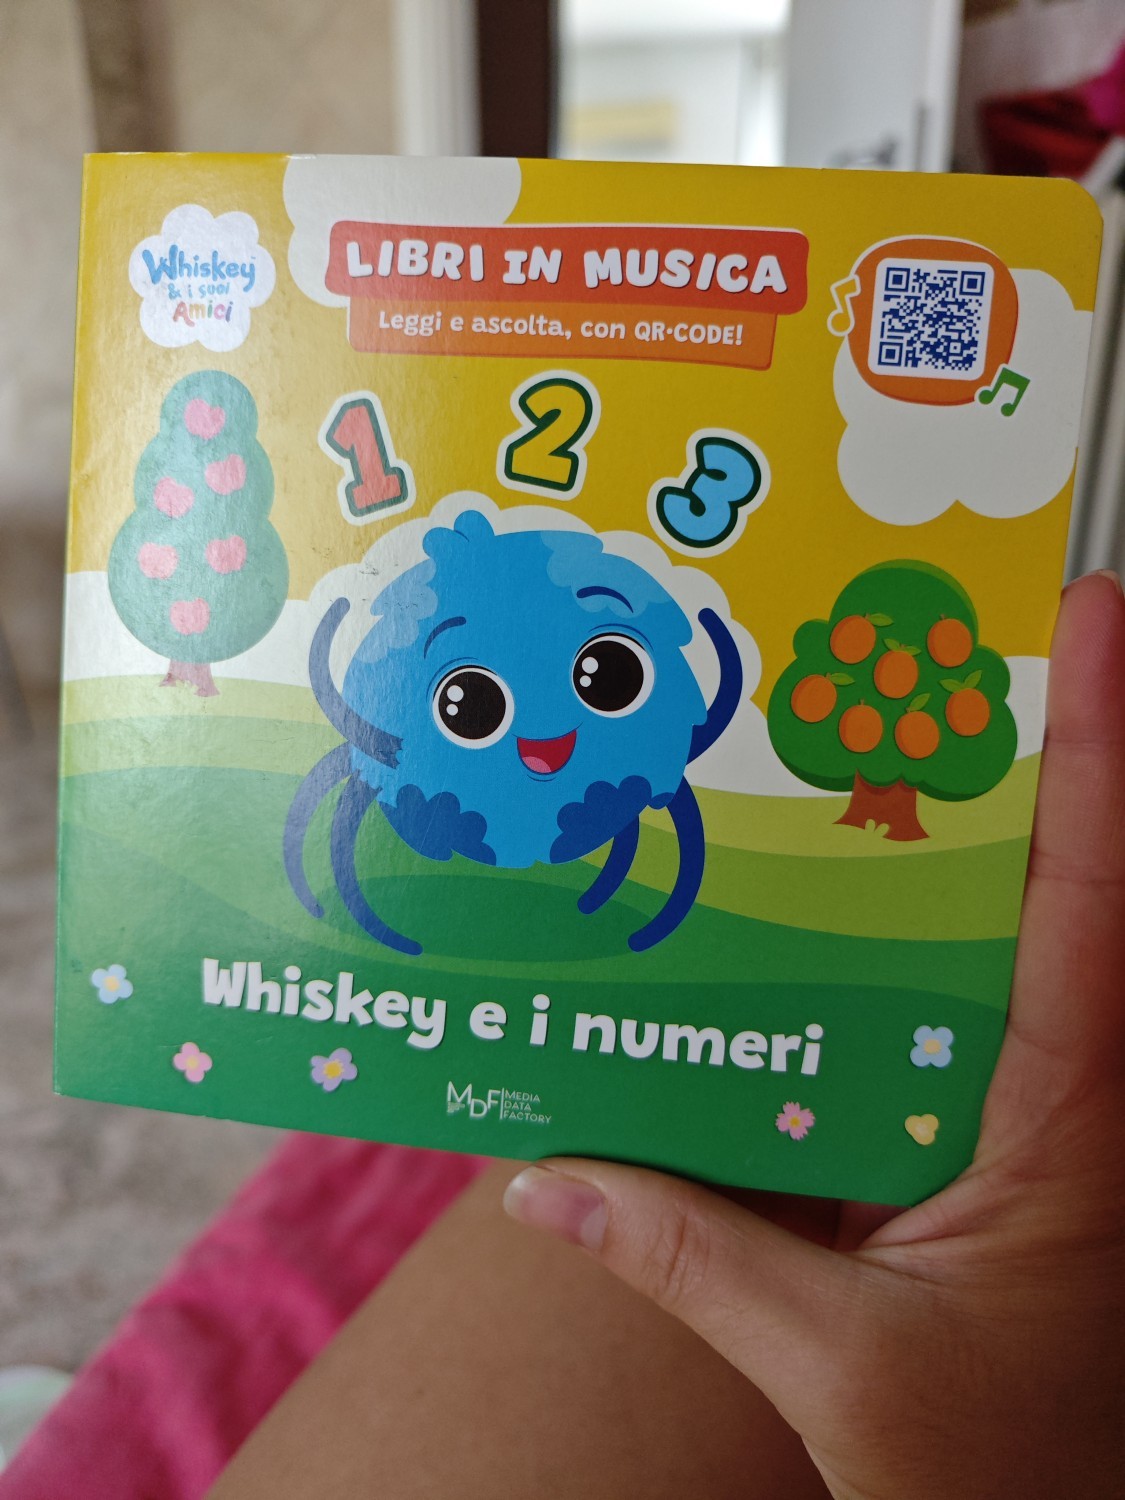 Whiskey
& i suoi
Amici
LIBRI IN MUSICA
Leggi e ascolta, con QR-CODE!
1 2 3
Whiskey e i numeri
MDF MEDIA
DATA
FACTORY